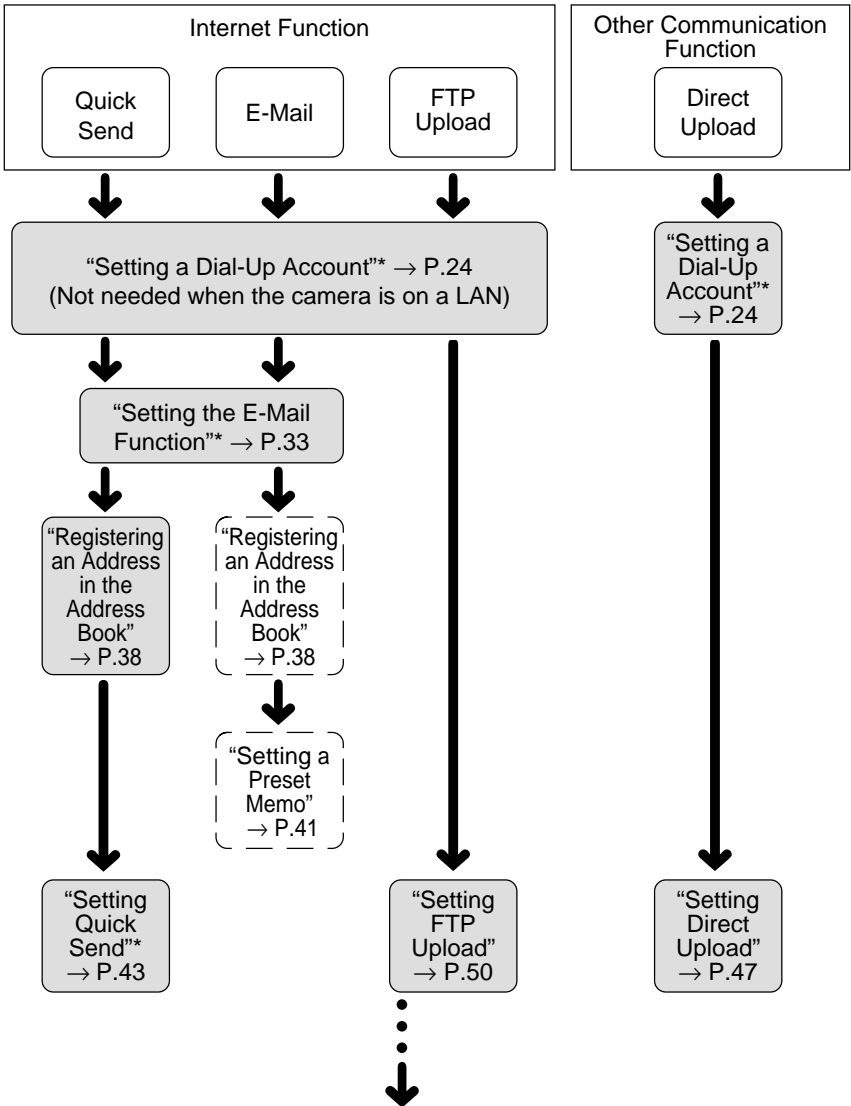 Internet Function
Quick
Send
E-Mail
FTP
Upload
Other Communication
Function
Direct
Upload
“Setting a Dial-Up Account”* → P.24
(Not needed when the camera is on a LAN)
“Setting a
Dial-Up
Account”*
→ P.24
“Setting the E-Mail
Function”* → P.33
“Registering
an Address
in the
Address
Book”
→ P.38
“Registering
an Address
in the
Address
Book”
→ P.38
“Setting a
Preset
Memo”
→ P.41
“Setting
Quick
Send”*
→ P.43
“Setting
FTP
Upload”
→ P.50
“Setting
Direct
Upload”
→ P.47